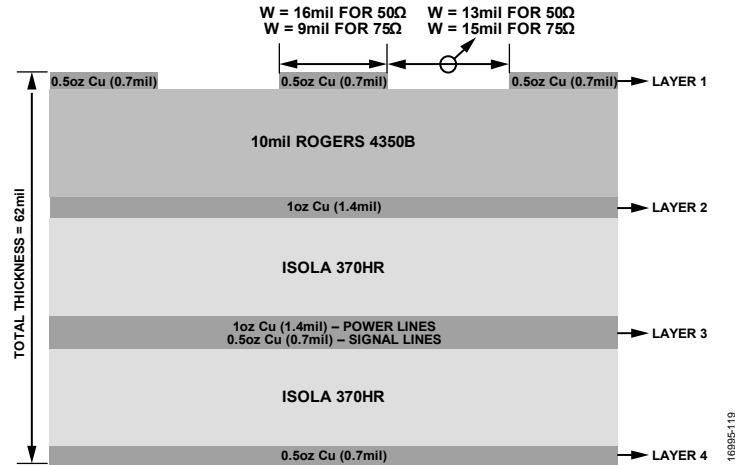 W = 16mil FOR 50Ω
W = 9mil FOR 75Ω
W = 13mil FOR 50Ω
W = 15mil FOR 75Ω
0.5oz Cu (0.7mil)
0.5oz Cu (0.7mil)
0.5oz Cu (0.7mil)
LAYER 1
10mil ROGERS 4350B
1oz Cu (1.4mil)
LAYER 2
ISOLA 370HR
TOTAL THICKNESS = 62mil
1oz Cu (1.4mil) – POWER LINES
0.5oz Cu (0.7mil) – SIGNAL LINES
LAYER 3
ISOLA 370HR
0.5oz Cu (0.7mil)
LAYER 4
16995-119